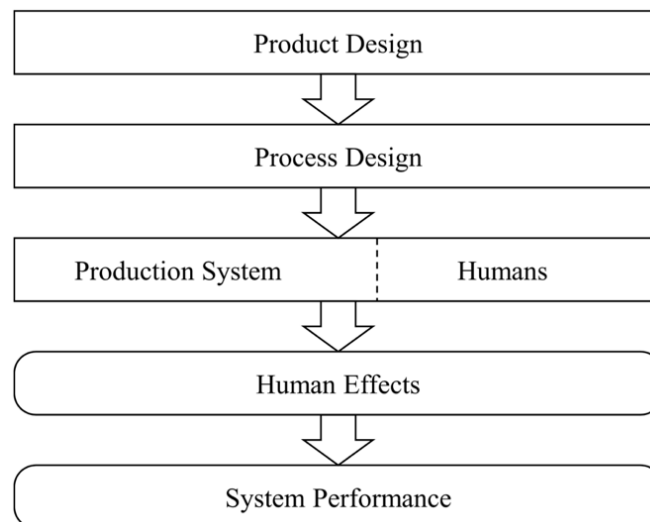 Product Design
Process Design
Production System Humans
Human Effects
System Performance